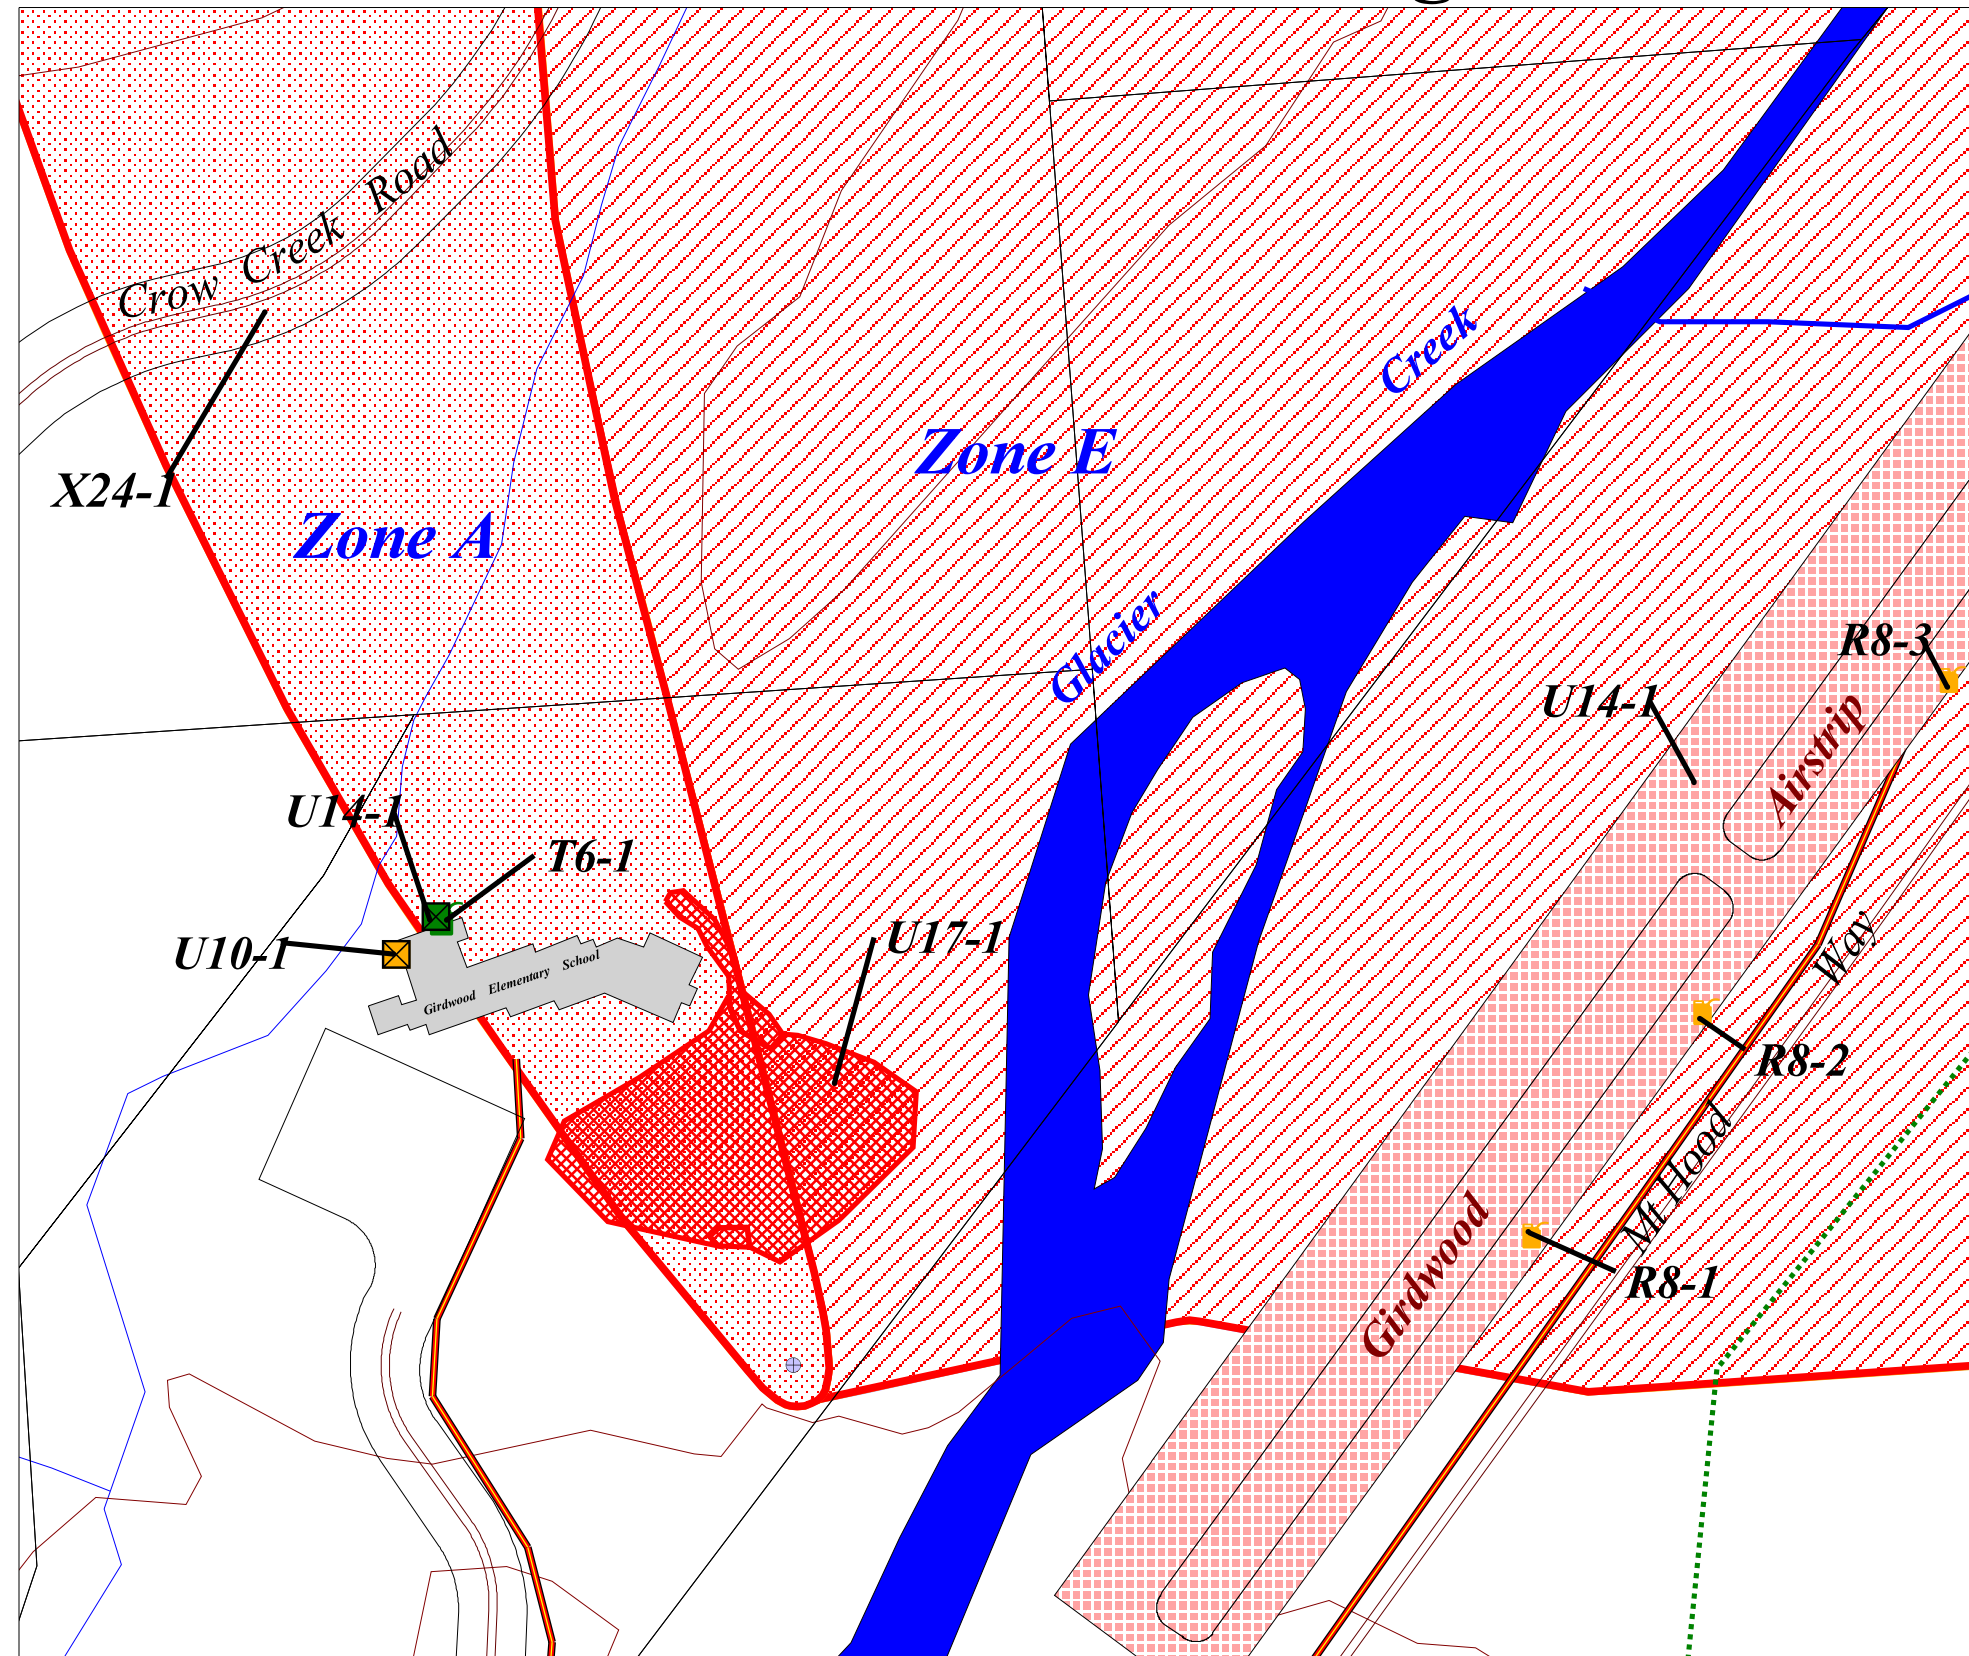 Crow Creek Road
Creek
Zone E
X24-1
Zone A
Glacier
R8-3
U14-1
Airstrip
U14-1
T6-1
U17-1
U10-1
Girdwood Elementary School
Way
R8-2
Mt Hood
Girdwood
R8-1